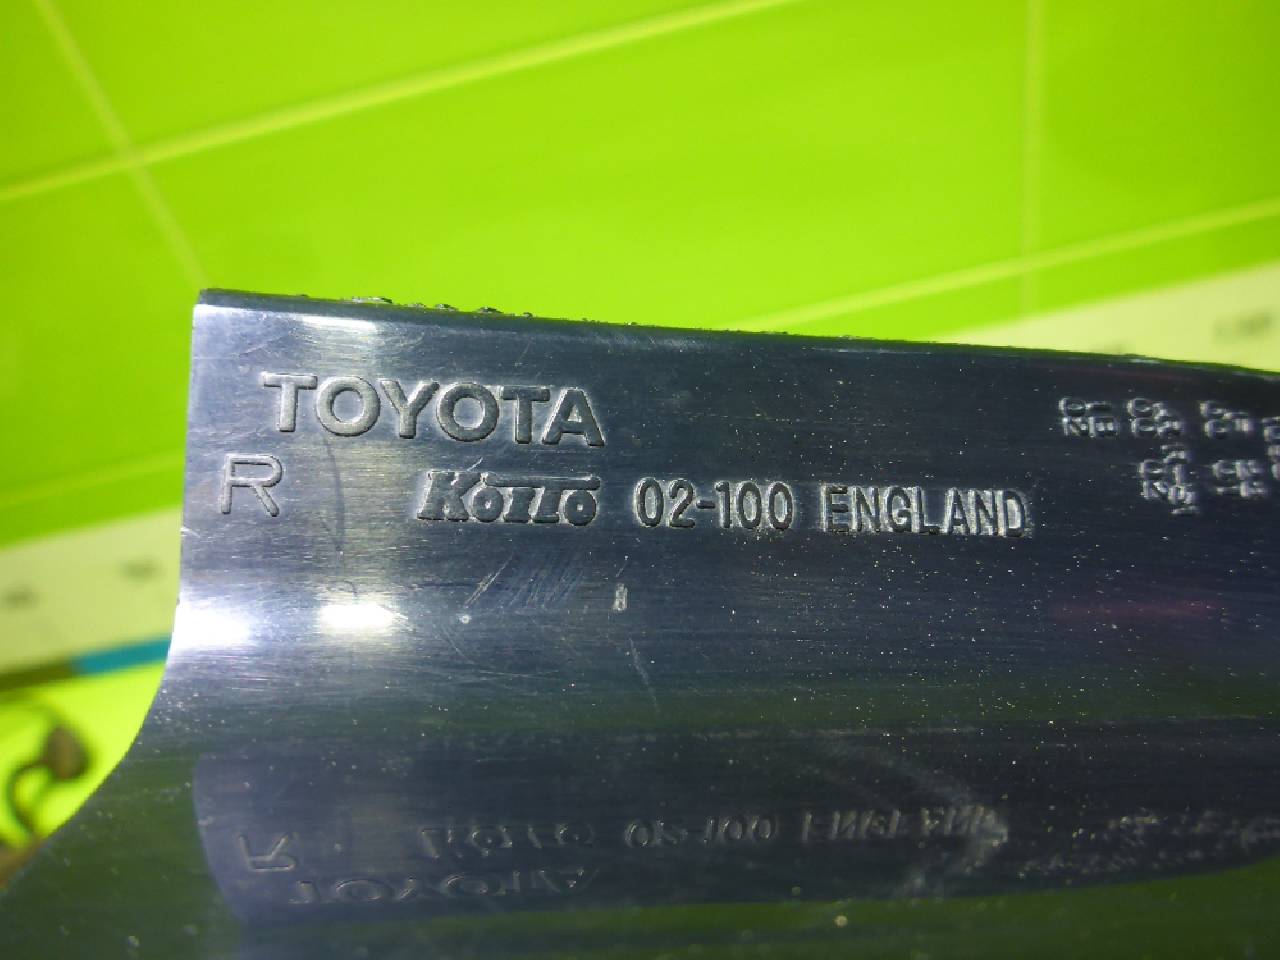 TOYOTA
R Koito 02-100 ENGLAND